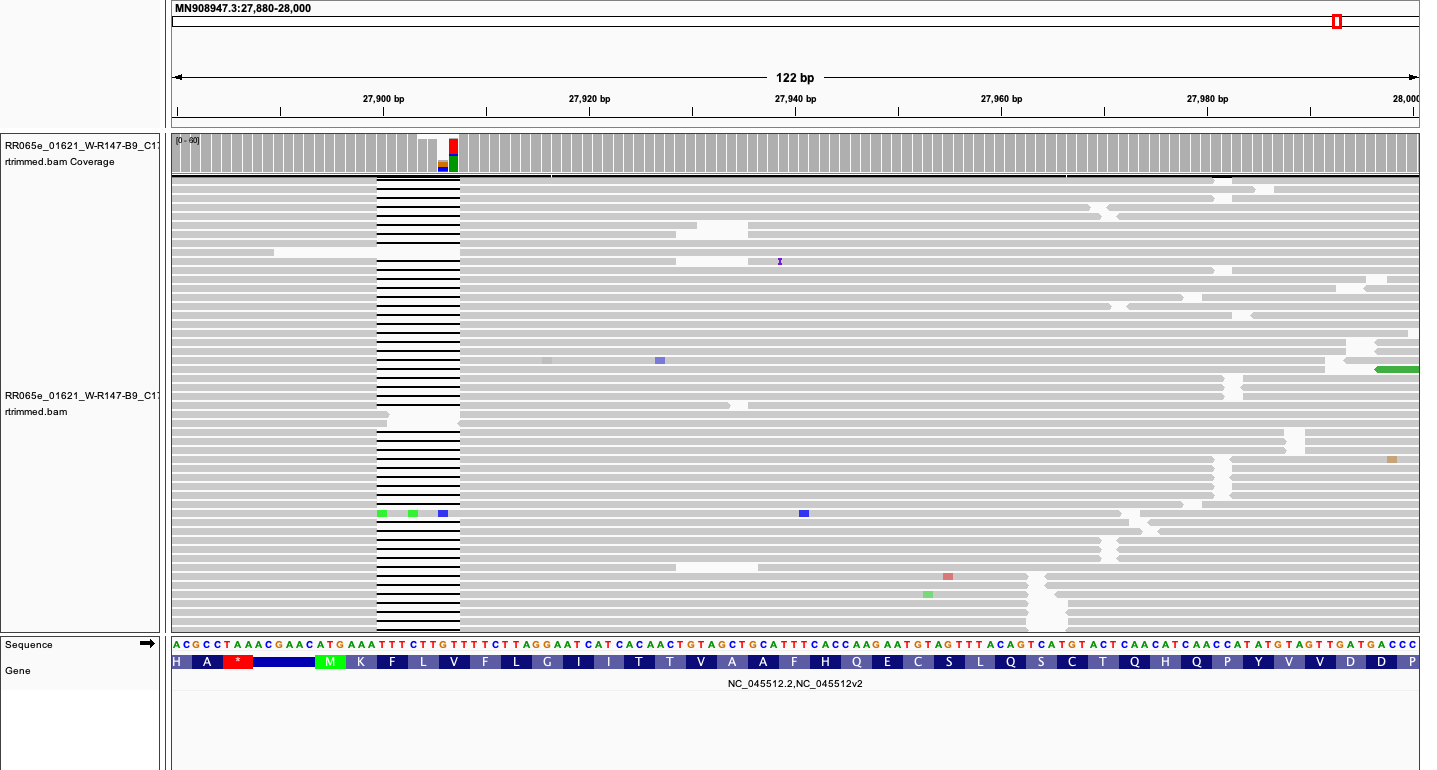 MN908947.3:27,880-28,000
122 bp
27,900 bp 27,920 bp 27,940 bp 27,960 bp 27,980 bp 28,000
RR065e_01621_W-R147-B9_C17
rtrimmed.bam Coverage
[0 - 60]
RR065e_01621_W-R147-B9_C17
rtrimmed.bam
Sequence
ACGCCTAAACGAACATGAAATTTCTTGTTTTCTTAGGAATCATCACAACTGTAGCTGCATTTCACCAAGAATGTAGTTTACAGTCATGTACTCAACATCAACCATATGTAGTTGATGACCC
Gene
H A * M K F L V F L G I I T T V A A F H Q E C S L Q S C T Q H Q P Y V V D D P
NC_045512.2,NC_045512v2